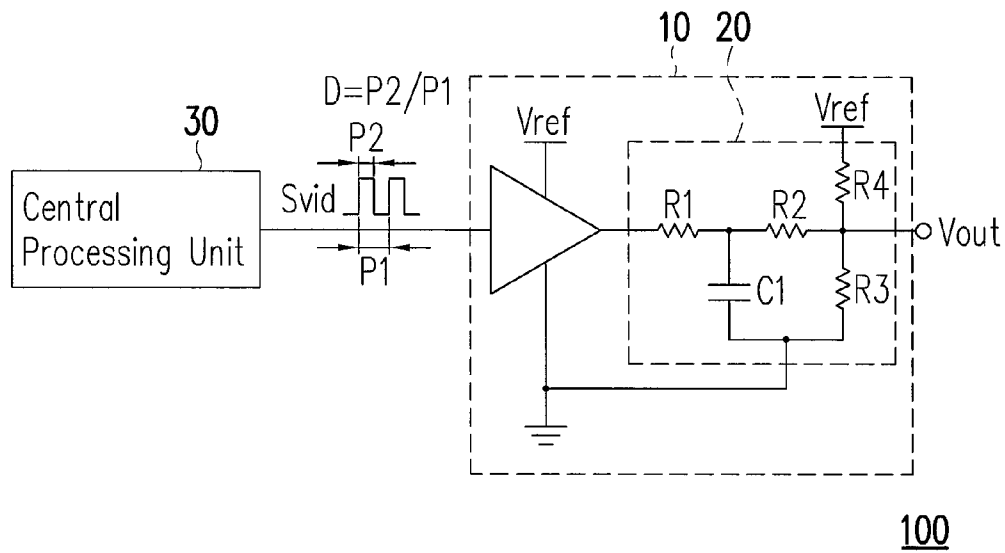 10
20
D=P2/P1
30
P2
Vref
Vref
Central
Processing Unit
Svid
R1
R2
R4
Vout
P1
C1
R3
100